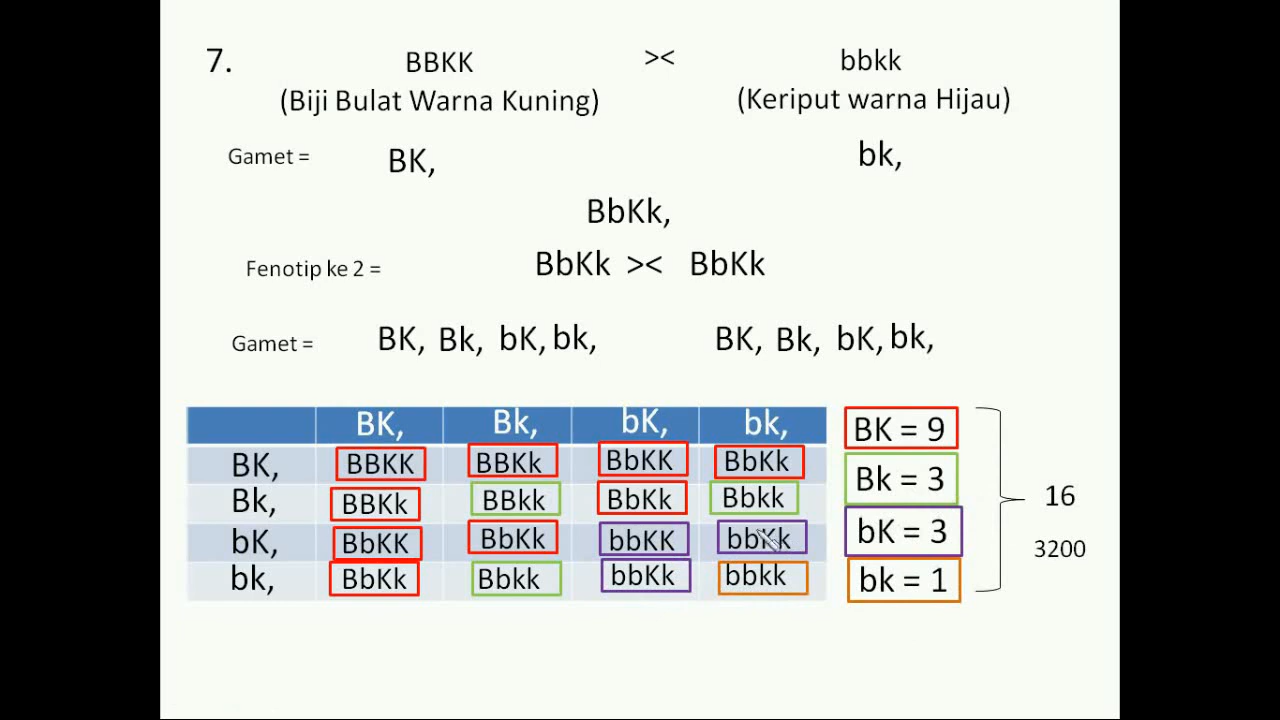 7. BBKK >< bbkk
(Biji Bulat Warna Kuning) (Keriput warna Hijau)
Gamet = BK, bk,
BbKk,
Fenotip ke 2 = BbKk >< BbKk
Gamet = BK, Bk, bK, bk, BK, Bk, bK, bk,
BK, Bk, bK, bk, BK = 9
BK, BBKK BBKk BbKK BbKk
Bk, BBKk BBkk BbKk Bbkk Bk = 3 16
bK, BbKK BbKk bbKK bbKk bK = 3 3200
bk, BbKk Bbkk bbKk bbkk bk = 1